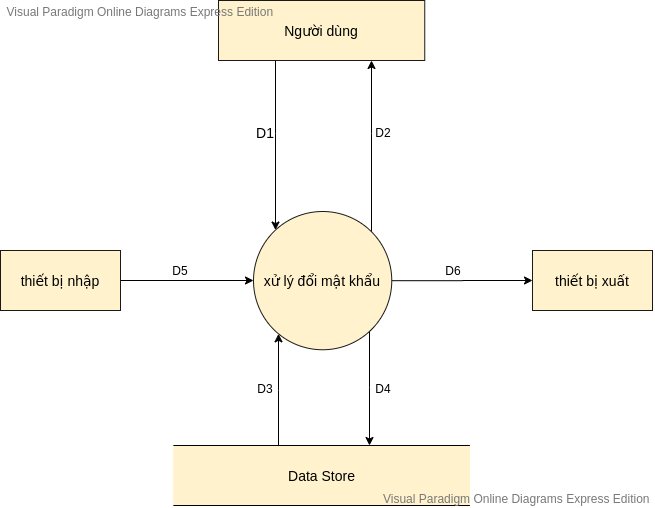 Visual Paradigm Online Diagrams Express Edition
Người dùng
D1
D2
thiết bị nhập
D5
xử lý đổi mật khẩu
D6
thiết bị xuất
D3
D4
Data Store
Visual Paradigm Online Diagrams Express Edition